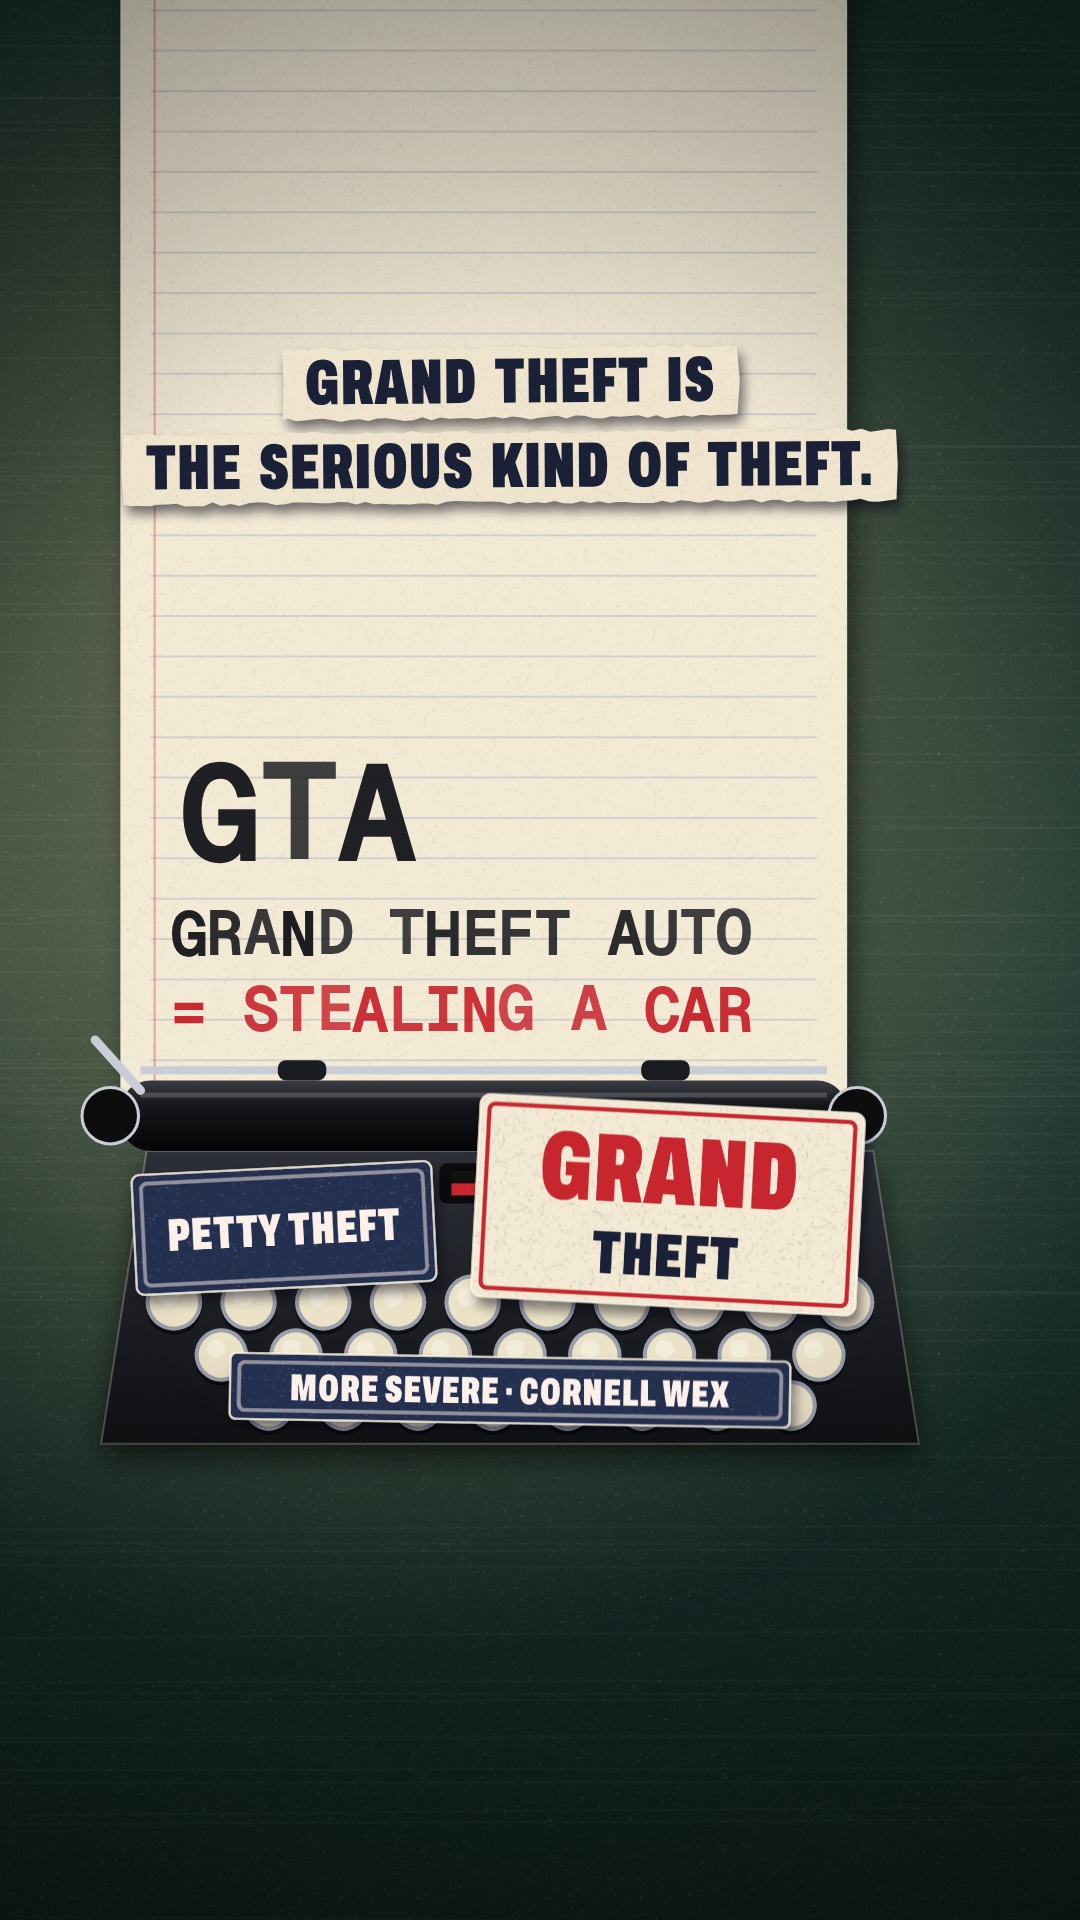 GRAND THEFT IS
THE SERIOUS KIND OF THEFT.
GTA
GRAND THEFT AUTO
= STEALING A CAR
PETTY THEFT
GRAND
THEFT
MORE SEVERE · CORNELL WEX